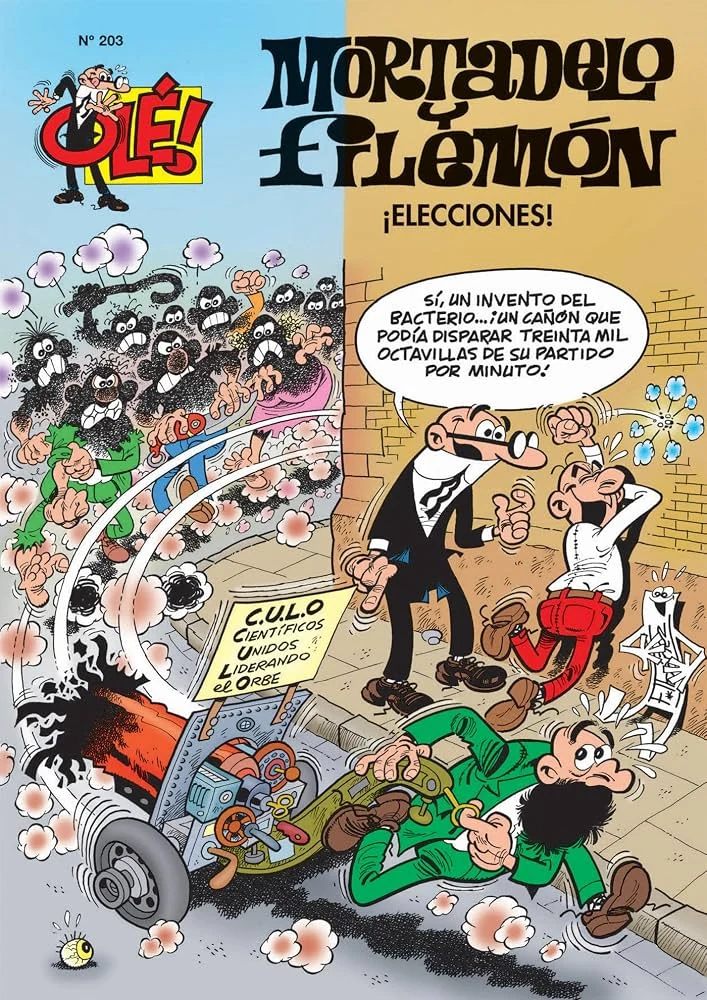 Nº 203
OLÉ!
MORTADELO
Y
FILEMÓN
¡ELECCIONES!
SÍ, UN INVENTO DEL
BACTERIO...¡UN CAÑÓN QUE
PODÍA DISPARAR TREINTA MIL
OCTAVILLAS DE SU PARTIDO
POR MINUTO!
C.U.L.O
CIENTÍFICOS
UNIDOS
LIDERANDO
el ORBE